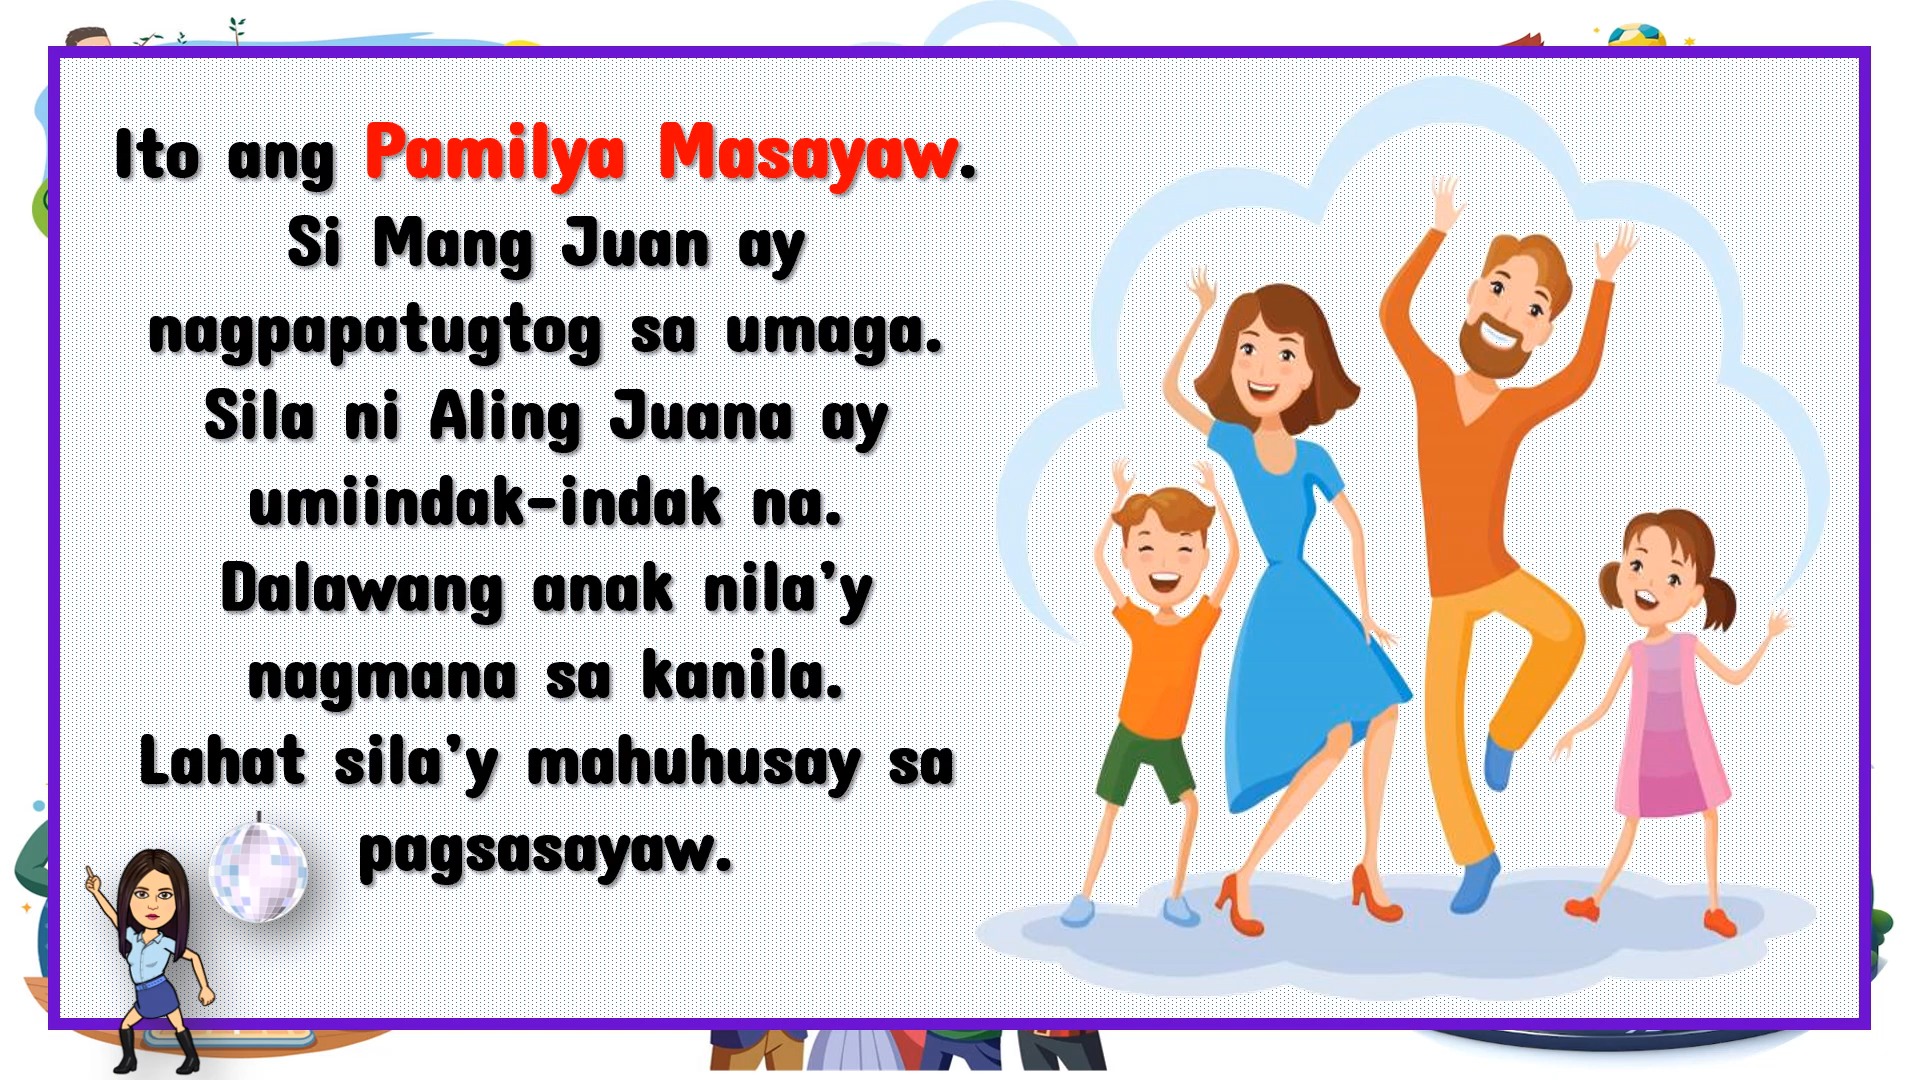 Ito ang Pamilya Masayaw.
Si Mang Juan ay
nagpapatugtog sa umaga.
Sila ni Aling Juana ay
umiindak-indak na.
Dalawang anak nila’y
nagmana sa kanila.
Lahat sila’y mahuhusay sa
pagsasayaw.